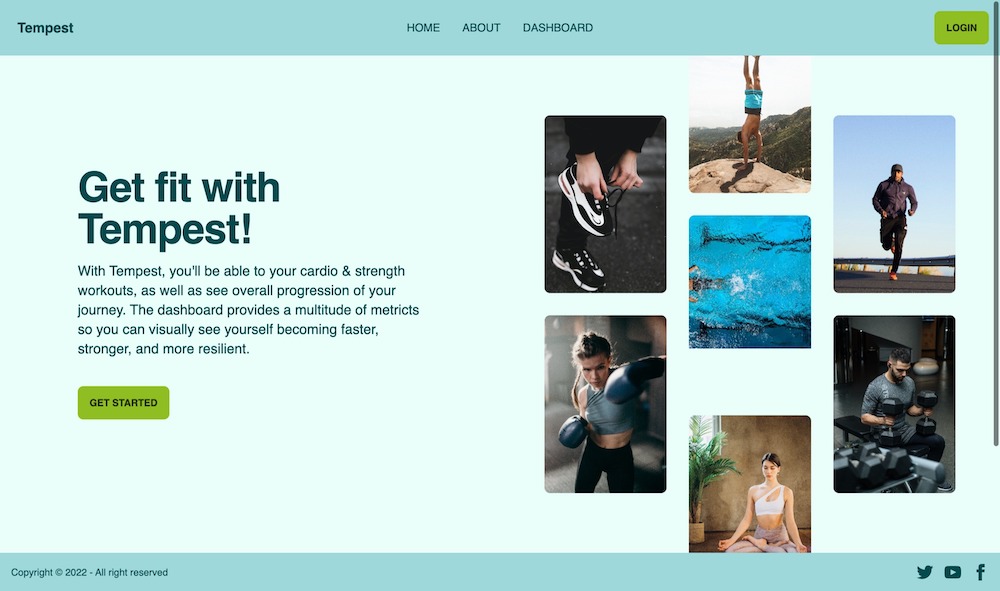 Tempest
HOME
ABOUT
DASHBOARD
LOGIN
Get fit with
Tempest!
With Tempest, you'll be able to your cardio & strength
workouts, as well as see overall progression of your
journey. The dashboard provides a multitude of metricts
so you can visually see yourself becoming faster,
stronger, and more resilient.
GET STARTED
Copyright © 2022 - All right reserved